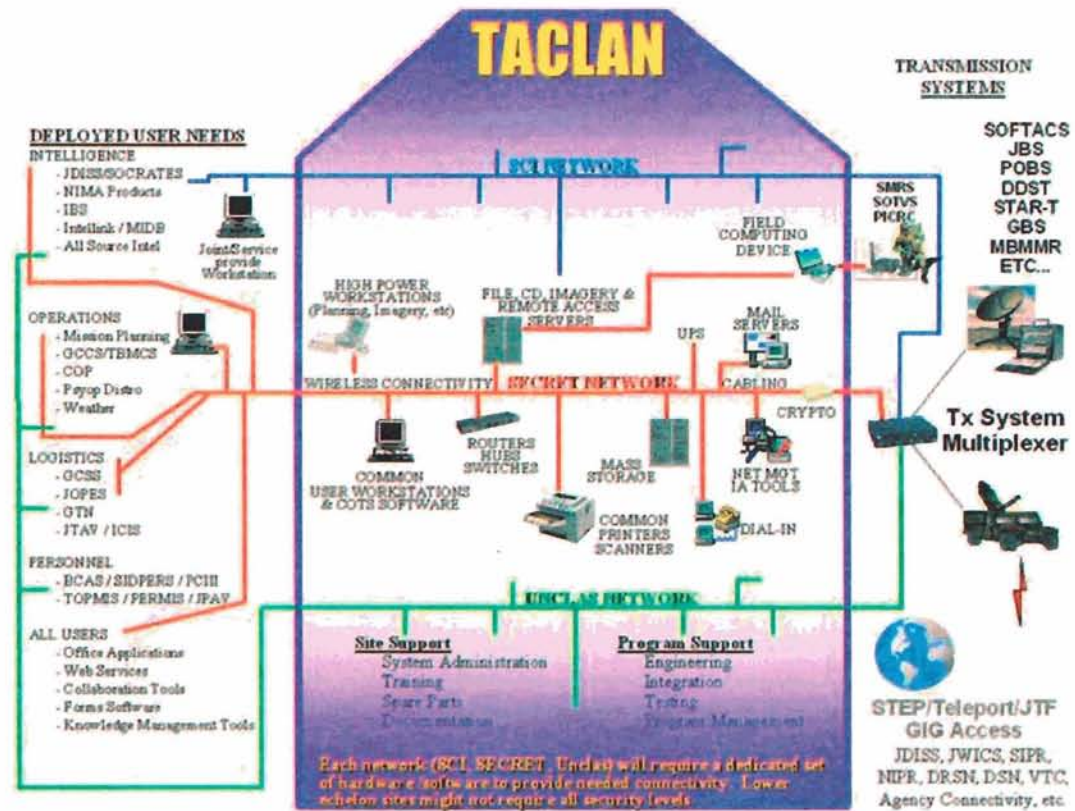 TACLAN
TRANSMISSION
SYSTEMS
SOFTACS
JBS
POBS
DDST
STAR-T
GBS
MBMMR
ETC...
DEPLOYED USER NEEDS
INTELLIGENCE
- JDISS/SOCRATES
- NIMA Products
- IBS
- Intellink / MIDB
- All Source Intel
Joint/Service
provide
Workstation
OPERATIONS
- Mission Planning
- GCCS/TBMCS
- COP
- Psyop Distro
- Weather
LOGISTICS
- GCSS
- JOPES
- GTN
- JTAV / ICIS
PERSONNEL
- BCAS / SIDPERS / PCIII
- TOPMIS / PERMIS / JPAV
ALL USERS
- Office Applications
- Web Services
- Collaboration Tools
- Forms Software
- Knowledge Management Tools
SCI NETWORK
SMRS
SOTVS
PICRC
FIELD
COMPUTING
DEVICE
HIGH POWER
WORKSTATIONS
(Planning, Imagery, etc)
FILE, CD, IMAGERY &
REMOTE ACCESS
SERVERS
UPS
MAIL
SERVERS
WIRELESS CONNECTIVITY
SECRET NETWORK
CABLING
CRYPTO
COMMON
USER WORKSTATIONS
& COTS SOFTWARE
ROUTERS
HUBS
SWITCHES
MASS
STORAGE
NET MGT
IA TOOLS
COMMON
PRINTERS
SCANNERS
DIAL-IN
Tx System
Multiplexer
UNCLAS NETWORK
Site Support
System Administration
Training
Spare Parts
Documentation
Program Support
Engineering
Integration
Testing
Program Management
Each network (SCI, SECRET, Unclas) will require a dedicated set
of hardware/software to provide needed connectivity. Lower
echelon sites might not require all security levels
STEP/Teleport/JTF
GIG Access
JDISS, JWICS, SIPR,
NIPR, DRSN, DSN, VTC,
Agency Connectivity, etc.